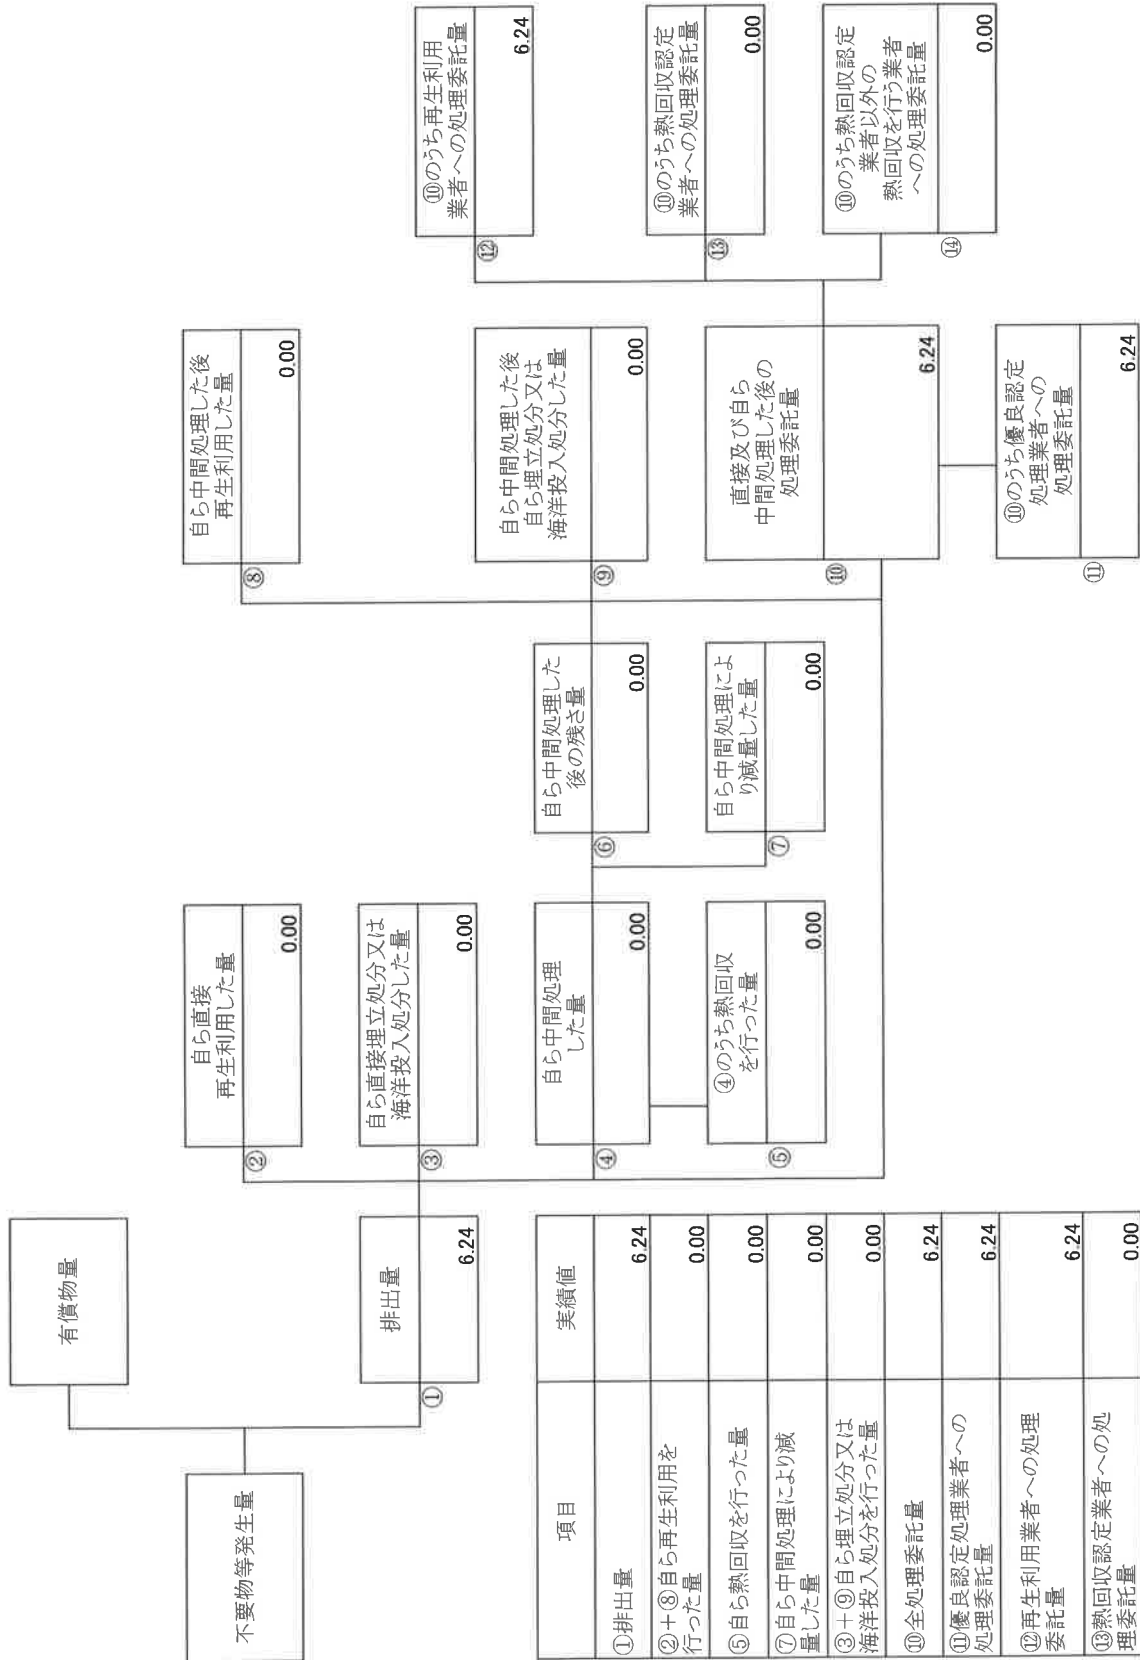 有償物量
不要物等発生量
排出量
①
6.24
自ら直接
再生利用した量
②
0.00
自ら直接埋立処分又は
海洋投入処分した量
③
0.00
自ら中間処理
した量
④
0.00
④のうち熱回収
を行った量
⑤
0.00
自ら中間処理した
後の残さ量
⑥
0.00
自ら中間処理によ
り減量した量
⑦
0.00
自ら中間処理した後
再生利用した量
⑧
0.00
自ら中間処理した後
自ら埋立処分又は
海洋投入処分した量
⑨
0.00
直接及び自ら
中間処理した後の
処理委託量
⑩
6.24
⑩のうち優良認定
処理業者への
処理委託量
⑪
6.24
⑩のうち再生利用
業者への処理委託量
⑫
6.24
⑩のうち熱回収認定
業者への処理委託量
⑬
0.00
⑩のうち熱回収認定
業者以外の
熱回収を行う業者
への処理委託量
⑭
0.00
項目 実績値
①排出量 6.24
②＋⑧自ら再生利用を
行った量 0.00
⑤自ら熱回収を行った量 0.00
⑦自ら中間処理により減
量した量 0.00
③＋⑨自ら埋立処分又は
海洋投入処分を行った量 0.00
⑩全処理委託量 6.24
⑪優良認定処理業者への
処理委託量 6.24
⑫再生利用業者への処理
委託量 6.24
⑬熱回収認定業者への処
理委託量 0.00